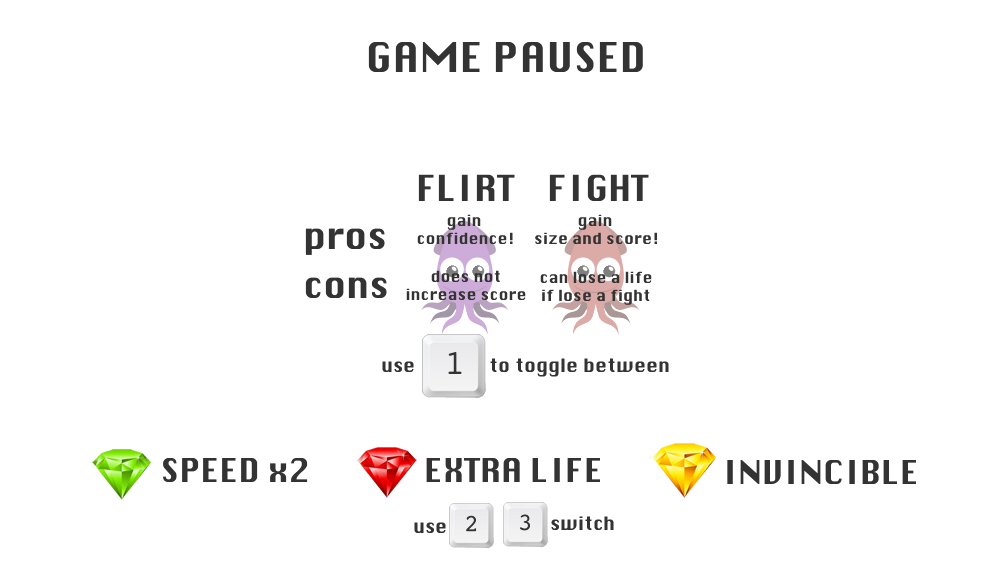 GAME PAUSED
FLIRT FIGHT
pros
gain
confidence!
gain
size and score!
cons
does not
increase score
can lose a life
if lose a fight
use 1 to toggle between
SPEED x2 EXTRA LIFE INVINCIBLE
use 2 3 switch